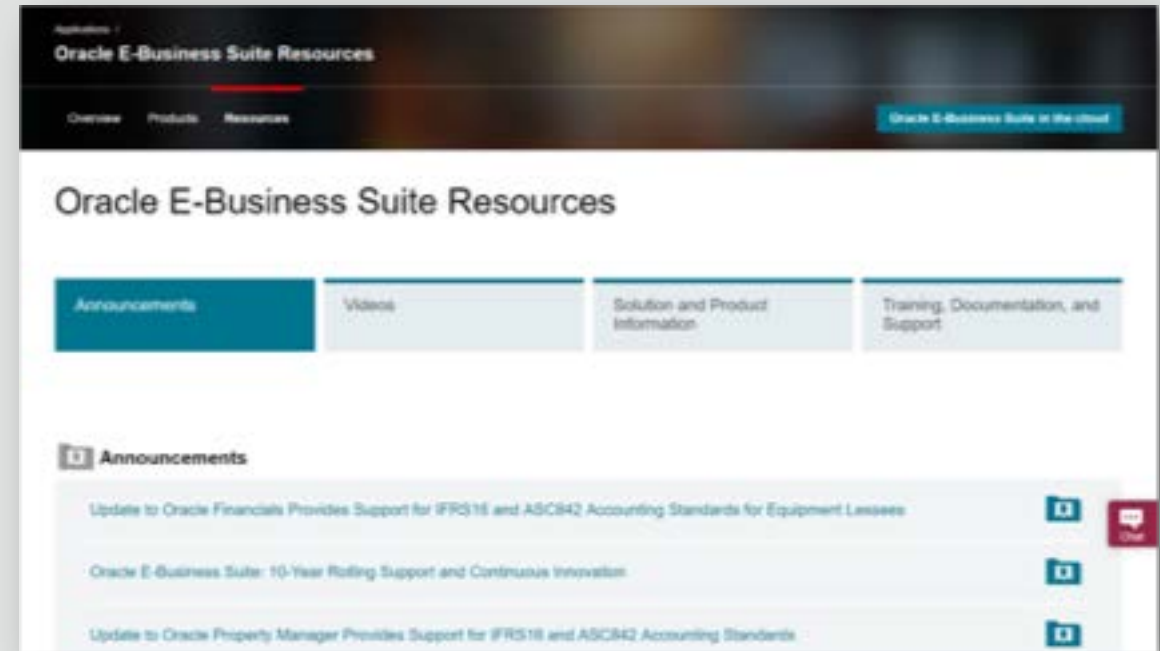 Applications /
Oracle E-Business Suite Resources
Overview Products Resources
Oracle E-Business Suite in the cloud
Oracle E-Business Suite Resources
Announcements
Videos
Solution and Product
Information
Training, Documentation, and
Support
Announcements
Update to Oracle Financials Provides Support for IFRS16 and ASC842 Accounting Standards for Equipment Lessees
Chat
Oracle E-Business Suite: 10-Year Rolling Support and Continuous Innovation
Update to Oracle Property Manager Provides Support for IFRS16 and ASC842 Accounting Standards